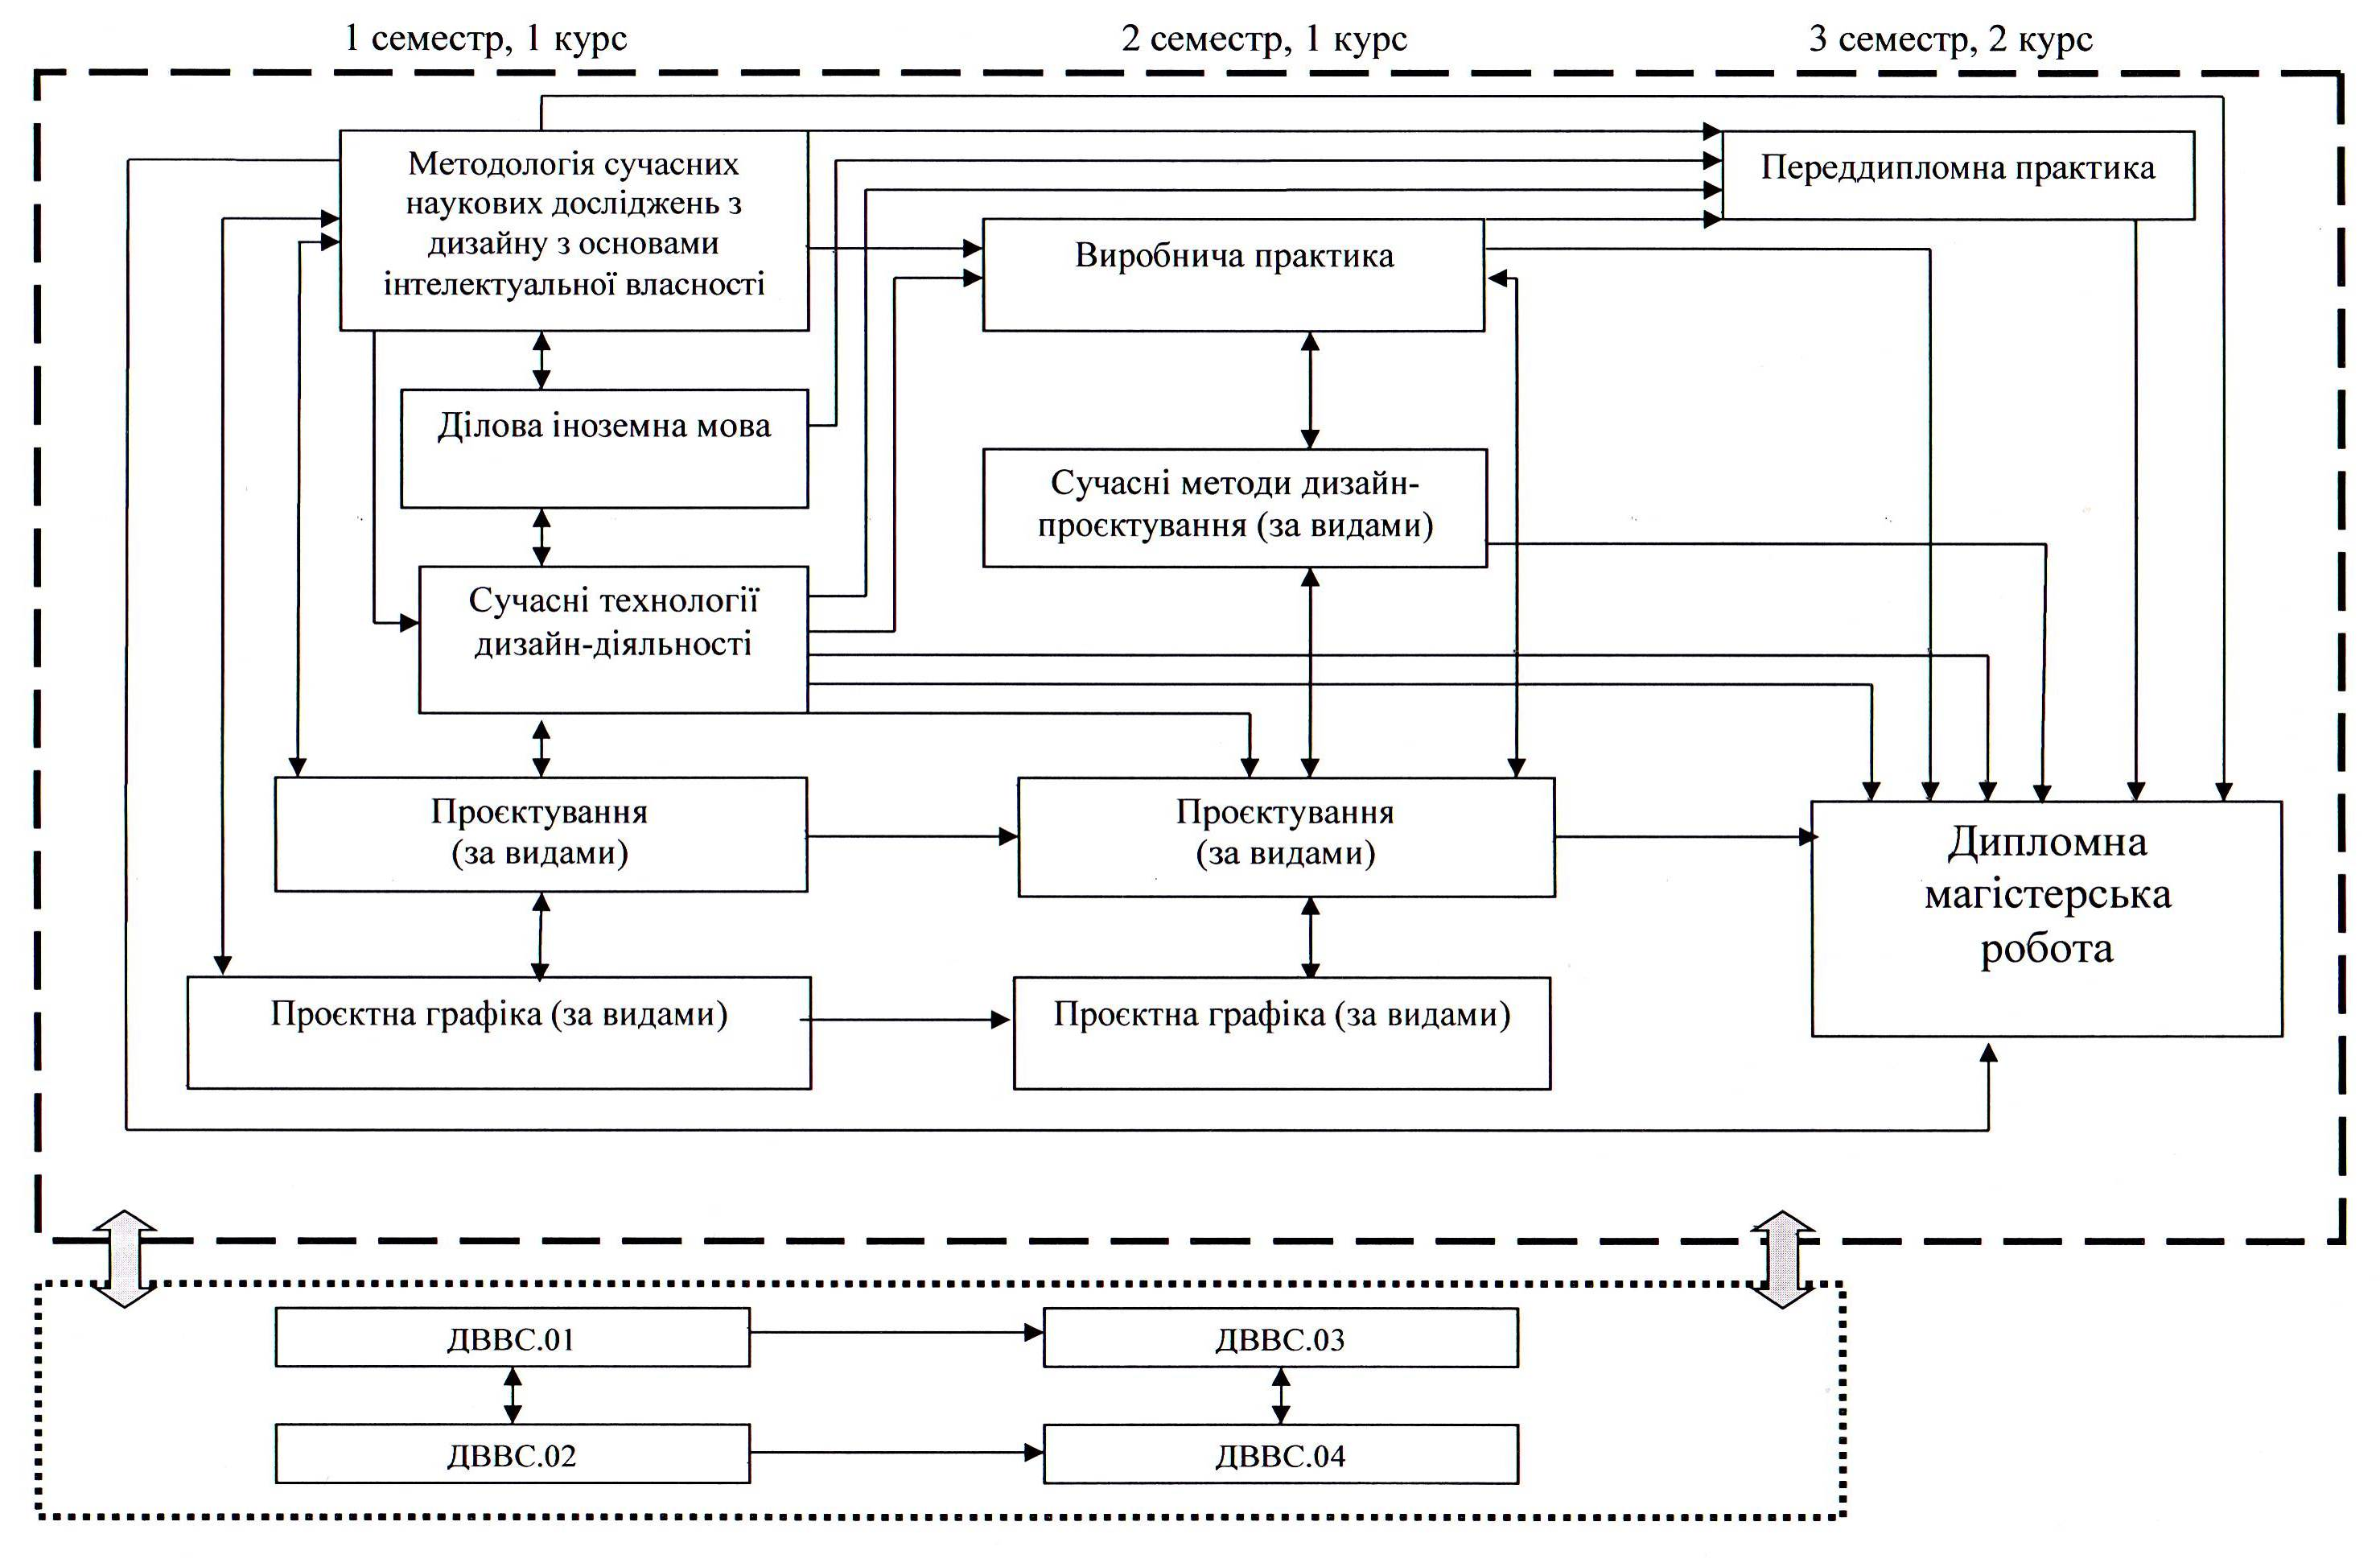 1 семестр, 1 курс
2 семестр, 1 курс
3 семестр, 2 курс
Методологія сучасних
наукових досліджень з
дизайну з основами
інтелектуальної власності
Переддипломна практика
Виробнича практика
Ділова іноземна мова
Сучасні методи дизайн-
проєктування (за видами)
Сучасні технології
дизайн-діяльності
Проєктування
(за видами)
Проєктування
(за видами)
Дипломна
магістерська
робота
Проєктна графіка (за видами)
Проєктна графіка (за видами)
ДВВС.01
ДВВС.03
ДВВС.02
ДВВС.04